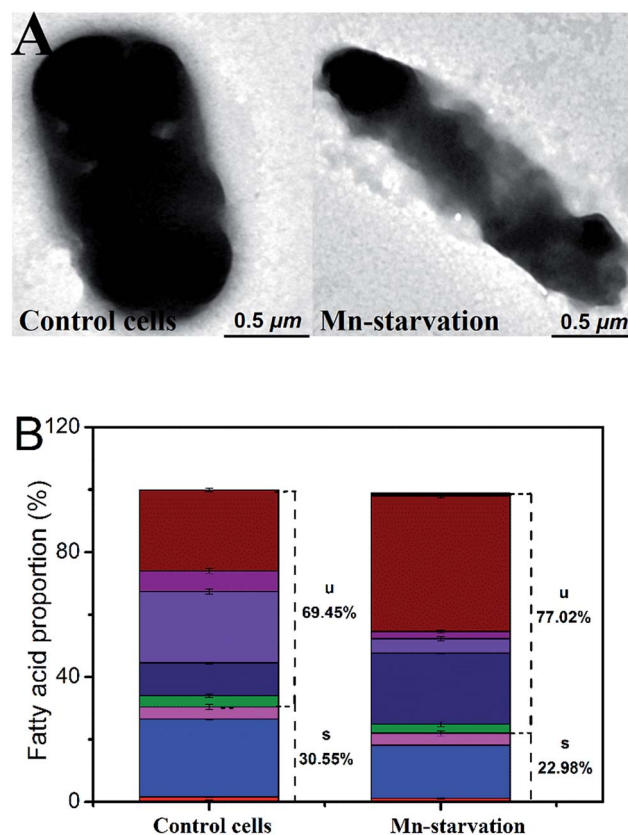 A
Control cells
0.5 μm
Mn-starvation
0.5 μm
B
Fatty acid proportion (%)
120
80
40
0
u
69.45%
s
30.55%
u
77.02%
s
22.98%
Control cells
Mn-starvation